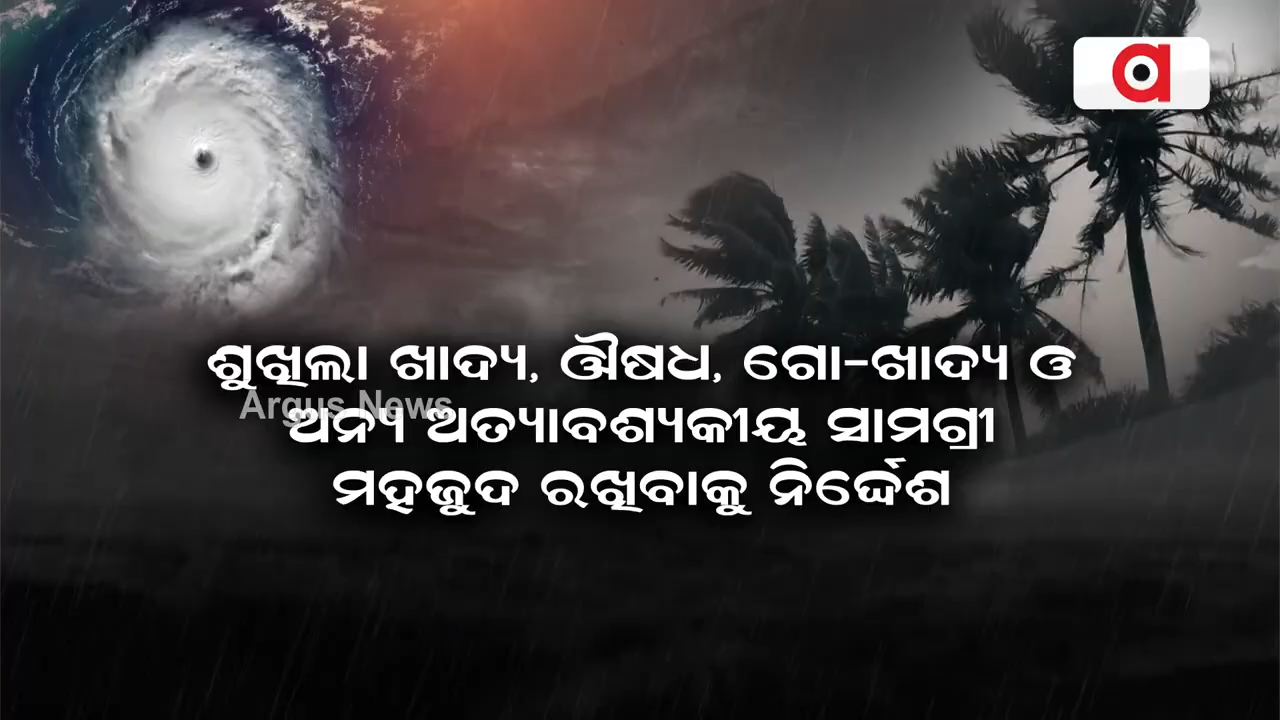 ଶୁଖିଲା ଖାଦ୍ୟ, ଔଷଧ, ଗୋ-ଖାଦ୍ୟ ଓ
Argus News
ଅନ୍ୟ ଅତ୍ୟାବଶ୍ୟକୀୟ ସାମଗ୍ରୀ
ମହଜୁଦ ରଖିବାକୁ ନିର୍ଦ୍ଦେଶ